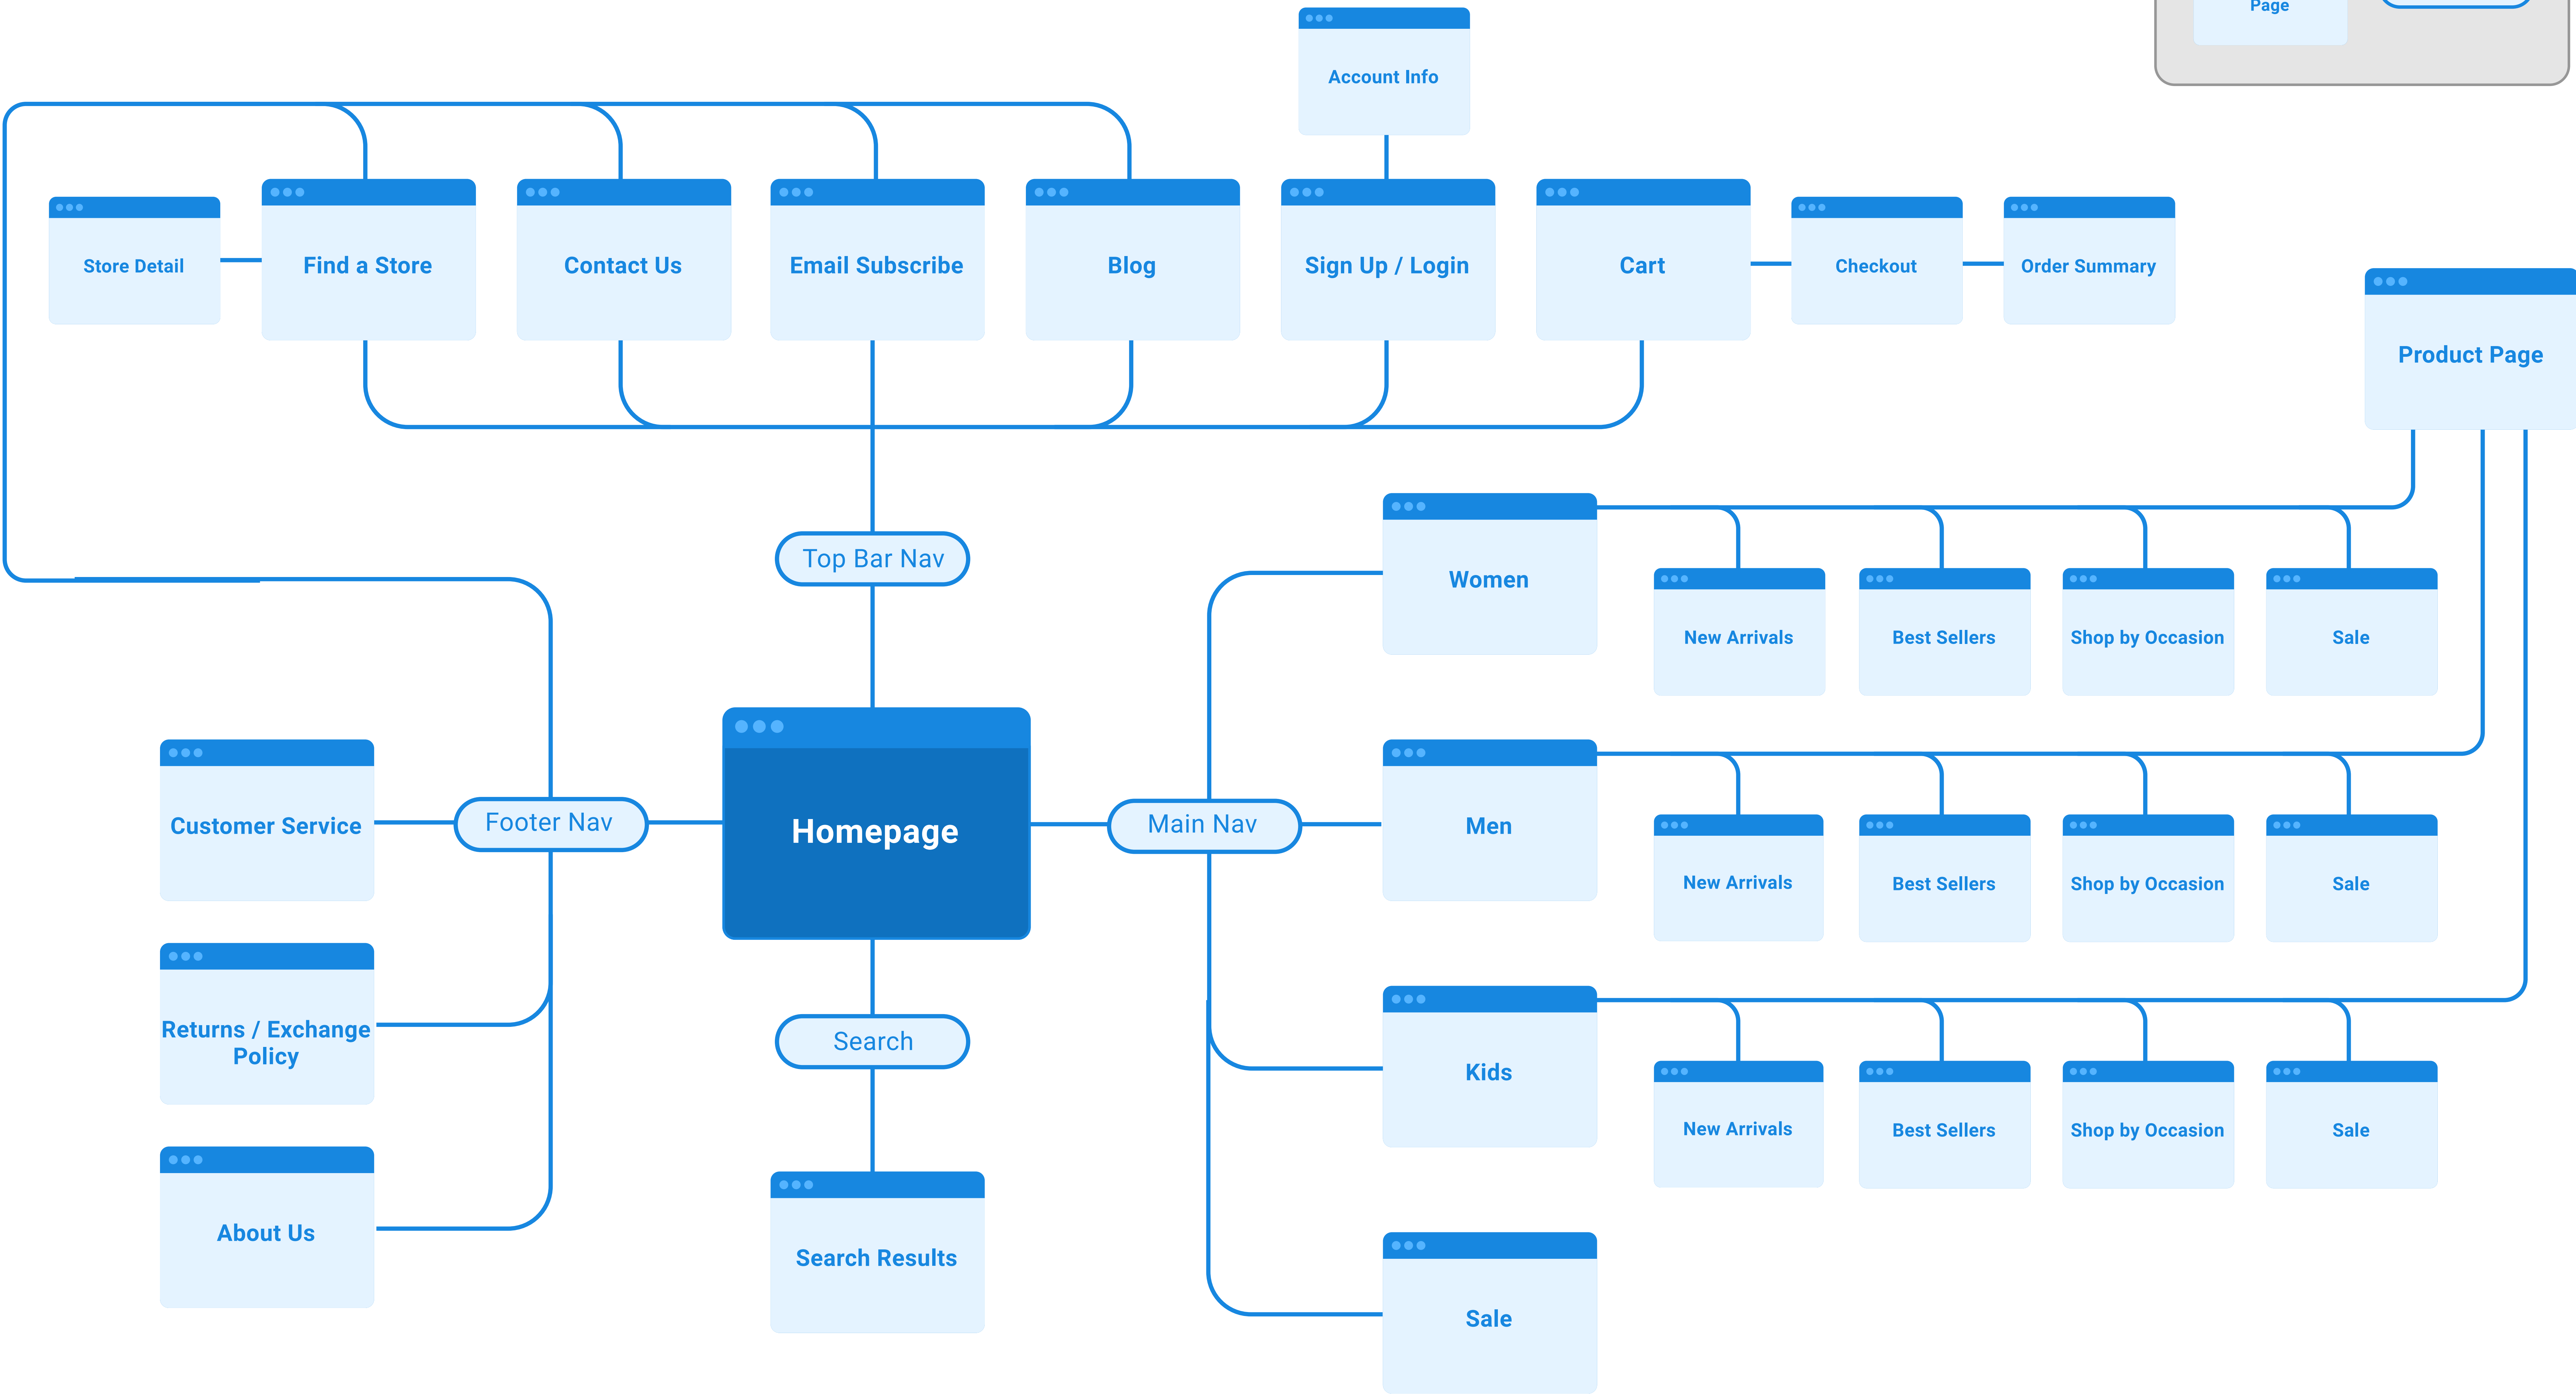 Page
Account Info
Store Detail
Find a Store
Contact Us
Email Subscribe
Blog
Sign Up / Login
Cart
Checkout
Order Summary
Product Page
Top Bar Nav
Women
New Arrivals
Best Sellers
Shop by Occasion
Sale
Customer Service
Footer Nav
Homepage
Main Nav
Men
New Arrivals
Best Sellers
Shop by Occasion
Sale
Returns / Exchange
Policy
Search
Kids
New Arrivals
Best Sellers
Shop by Occasion
Sale
About Us
Search Results
Sale